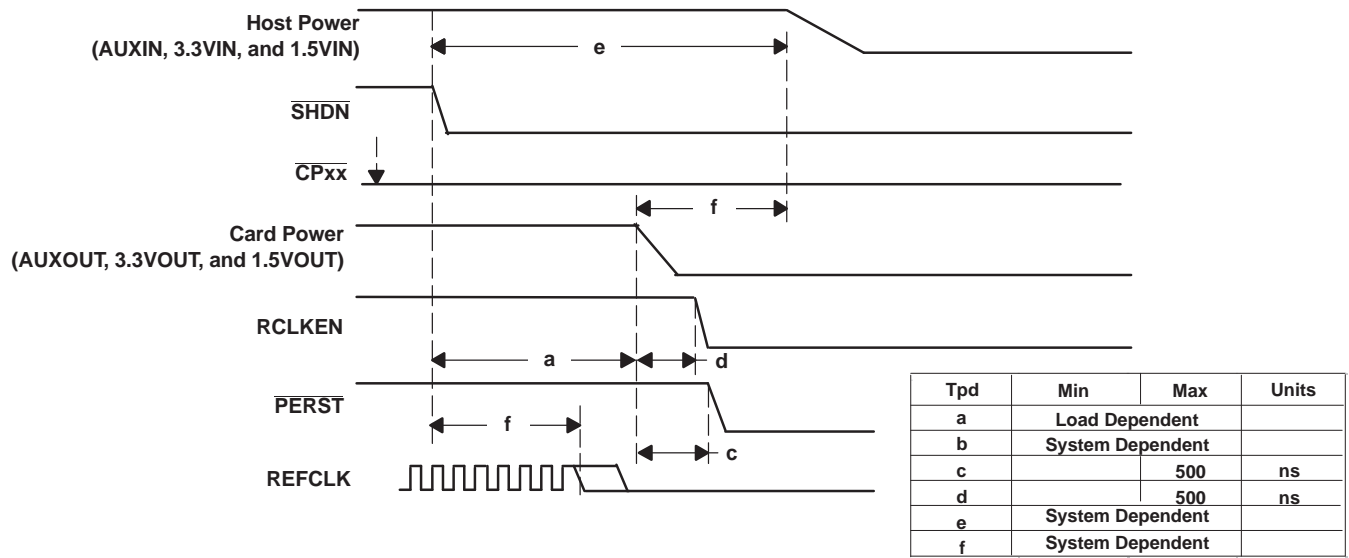 Host Power
(AUXIN, 3.3VIN, and 1.5VIN)
e
SHDN
CPxx
f
Card Power
(AUXOUT, 3.3VOUT, and 1.5VOUT)
RCLKEN
a
d
PERST
f
c
REFCLK
Tpd Min Max Units
a Load Dependent
b System Dependent
c 500 ns
d 500 ns
e System Dependent
f System Dependent